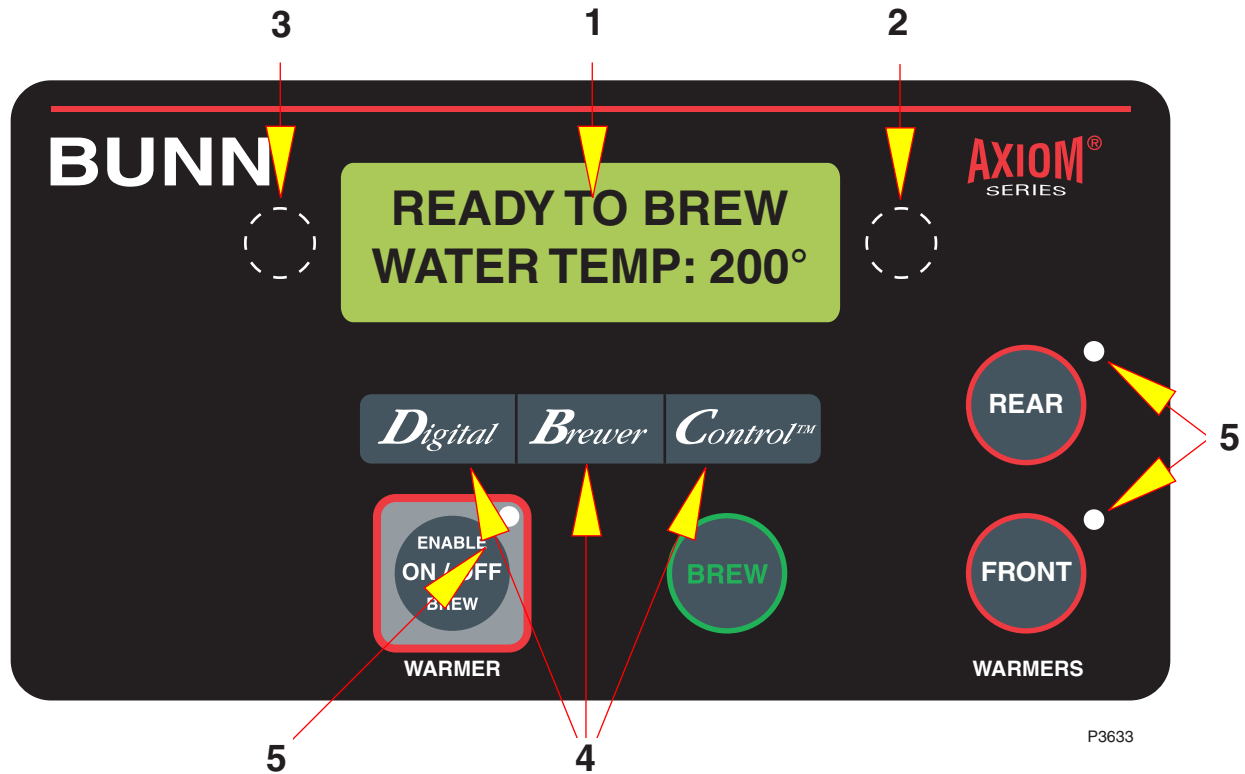 3 1 2
BUNN
AXIOM®
SERIES
READY TO BREW
WATER TEMP: 200°
REAR
Digital Brewer Control™
5
ENABLE
ON / OFF
BREW
BREW
FRONT
WARMER
WARMERS
P3633
5 4